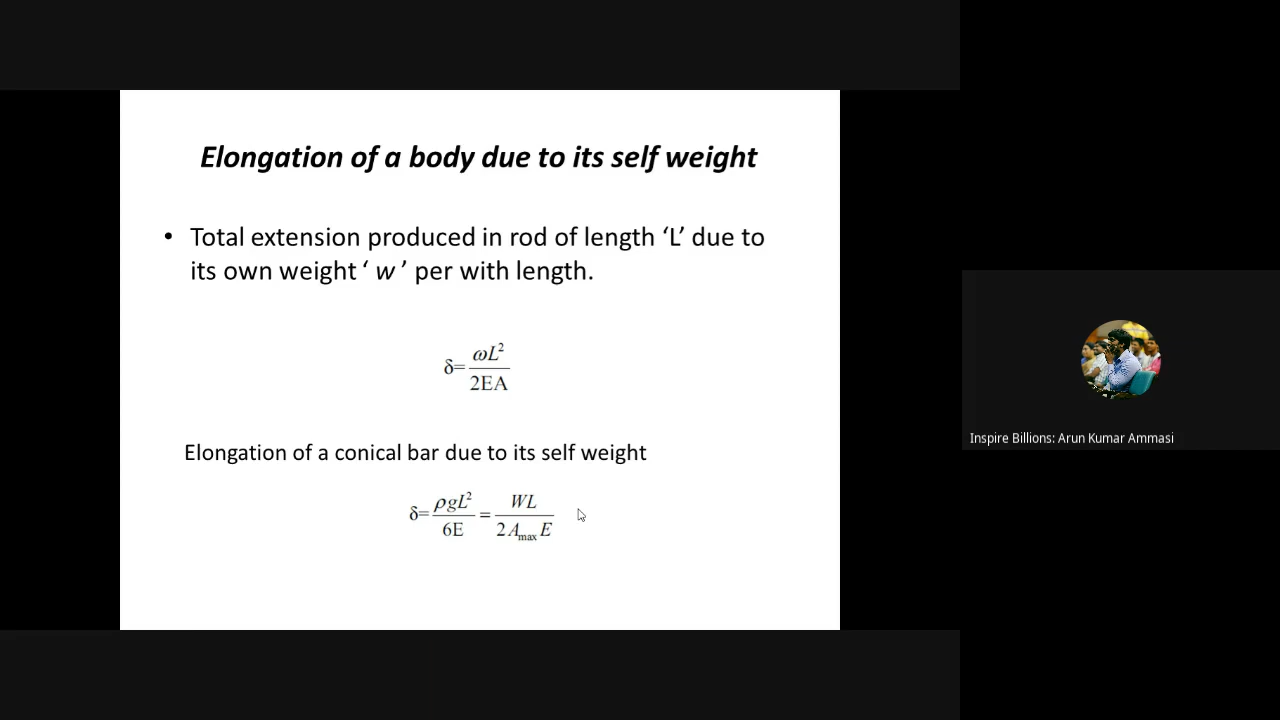 Elongation of a body due to its self weight
• Total extension produced in rod of length ‘L’ due to
its own weight ‘ w ’ per with length.
δ= ωL² / 2EA
Elongation of a conical bar due to its self weight
δ= ρgL² / 6E = WL / 2A_max E
Inspire Billions: Arun Kumar Ammasi